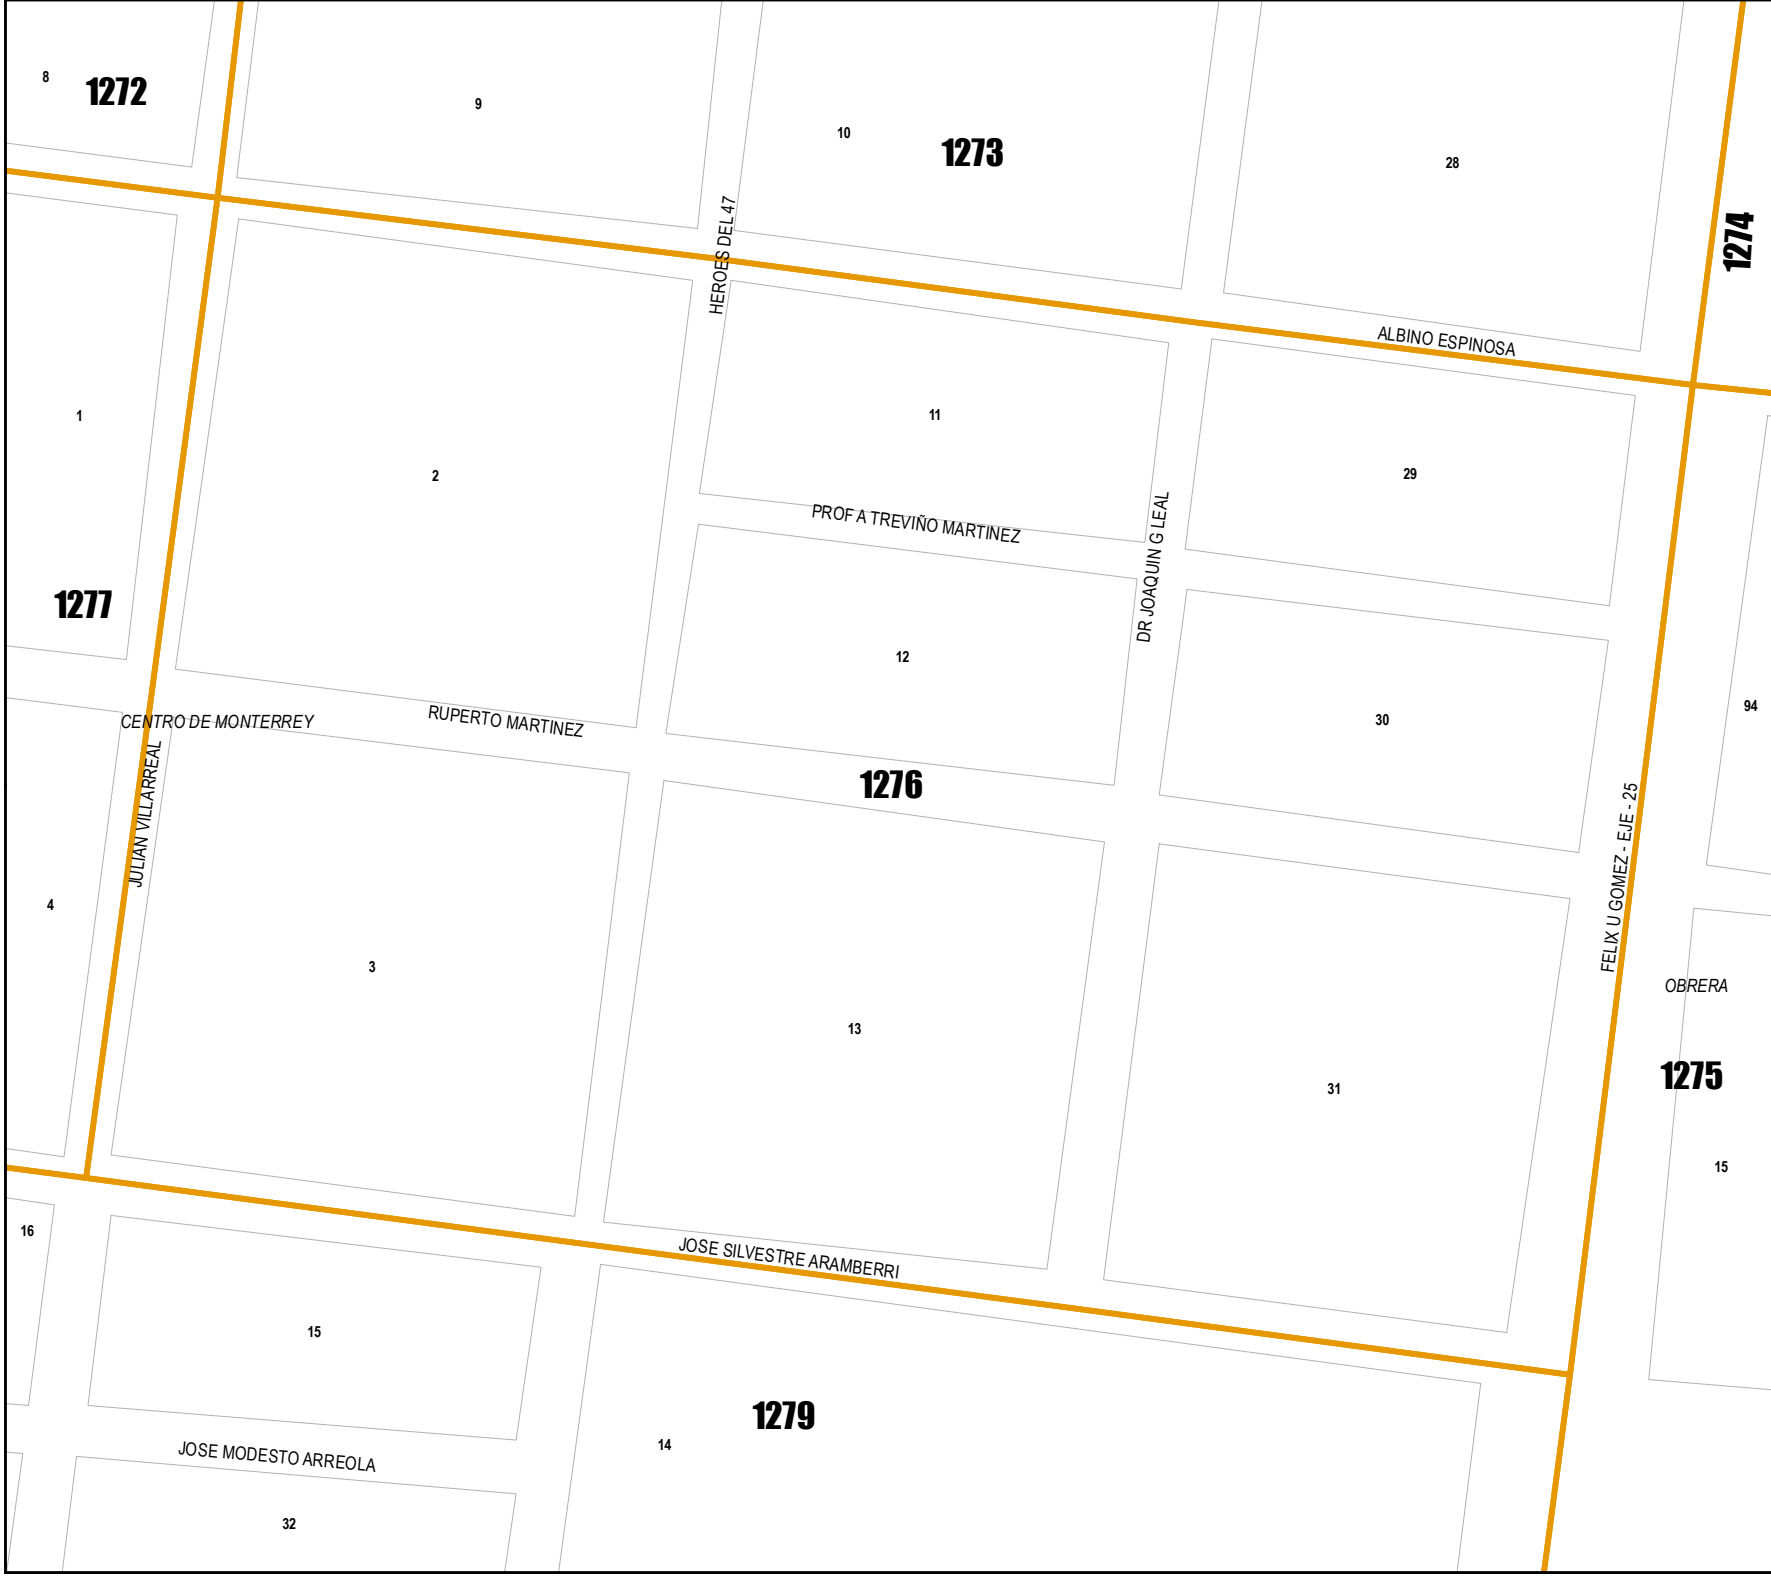 8
1272
9
10
1273
28
1274
HEROES DEL 47
ALBINO ESPINOSA
1
2
11
29
PROF A TREVIÑO MARTINEZ
DR JOAQUIN G LEAL
1277
12
30
94
CENTRO DE MONTERREY
RUPERTO MARTINEZ
1276
JULIAN VILLARREAL
FELIX U GOMEZ - EJE - 25
4
3
13
OBRERA
1275
31
15
16
JOSE SILVESTRE ARAMBERRI
15
1279
14
JOSE MODESTO ARREOLA
32